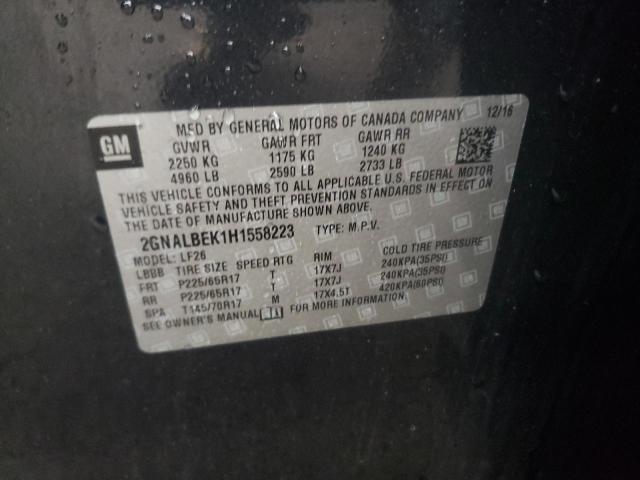 GM
MFD BY GENERAL MOTORS OF CANADA COMPANY 12/16
GVWR GAWR FRT GAWR RR
2250 KG 1175 KG 1240 KG
4960 LB 2590 LB 2733 LB
THIS VEHICLE CONFORMS TO ALL APPLICABLE U.S. FEDERAL MOTOR
VEHICLE SAFETY AND THEFT PREVENTION STANDARDS IN EFFECT ON
THE DATE OF MANUFACTURE SHOWN ABOVE.
2GNALBEK1H1558223 TYPE: M.P.V.
MODEL: LF26
LBBB TIRE SIZE SPEED RTG RIM COLD TIRE PRESSURE
FRT P225/65R17 T 17X7J 240KPA(35PSI)
RR P225/65R17 T 17X7J 240KPA(35PSI)
SPA T145/70R17 M 17X4.5T 420KPA(60PSI)
SEE OWNER'S MANUAL FOR MORE INFORMATION